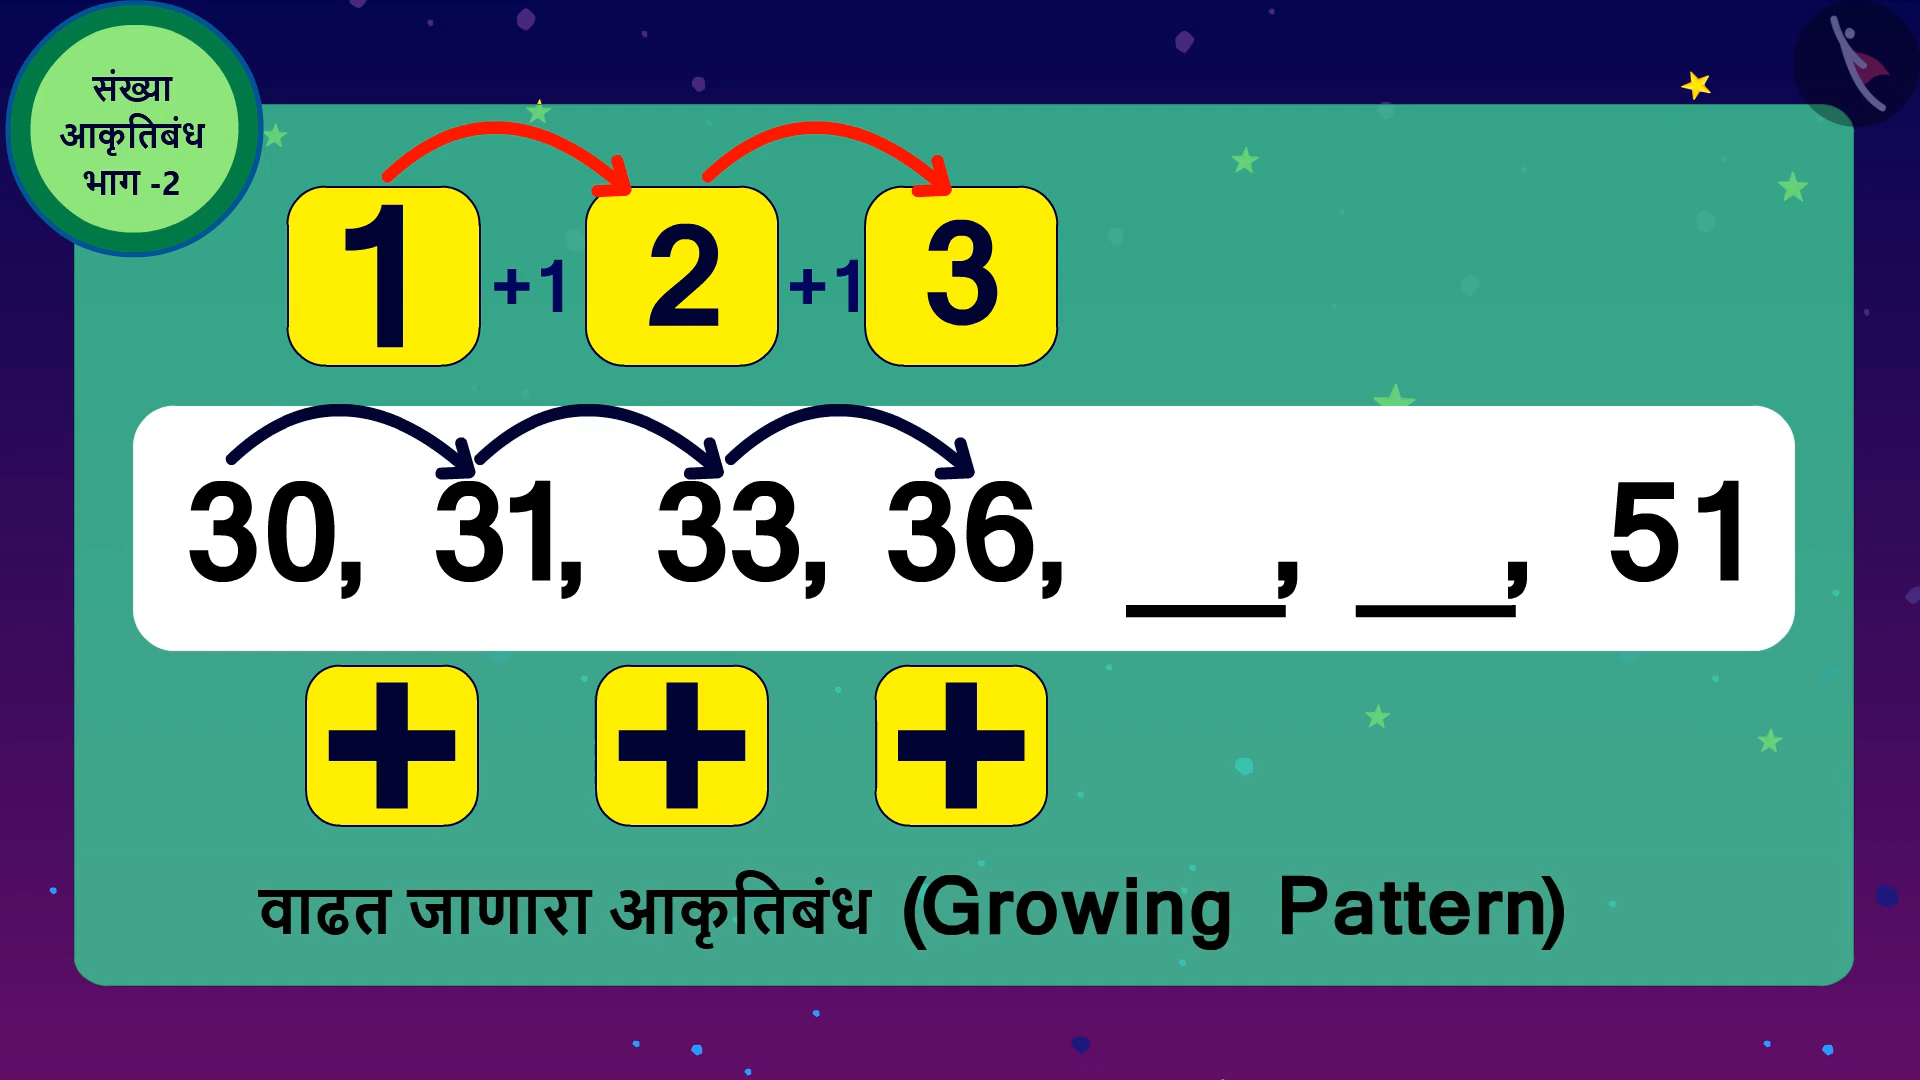 संख्या
आकृतिबंध
भाग -2
1 +1 2 +1 3
30, 31, 33, 36, __, __, 51
+ + +
वाढत जाणारा आकृतिबंध (Growing Pattern)